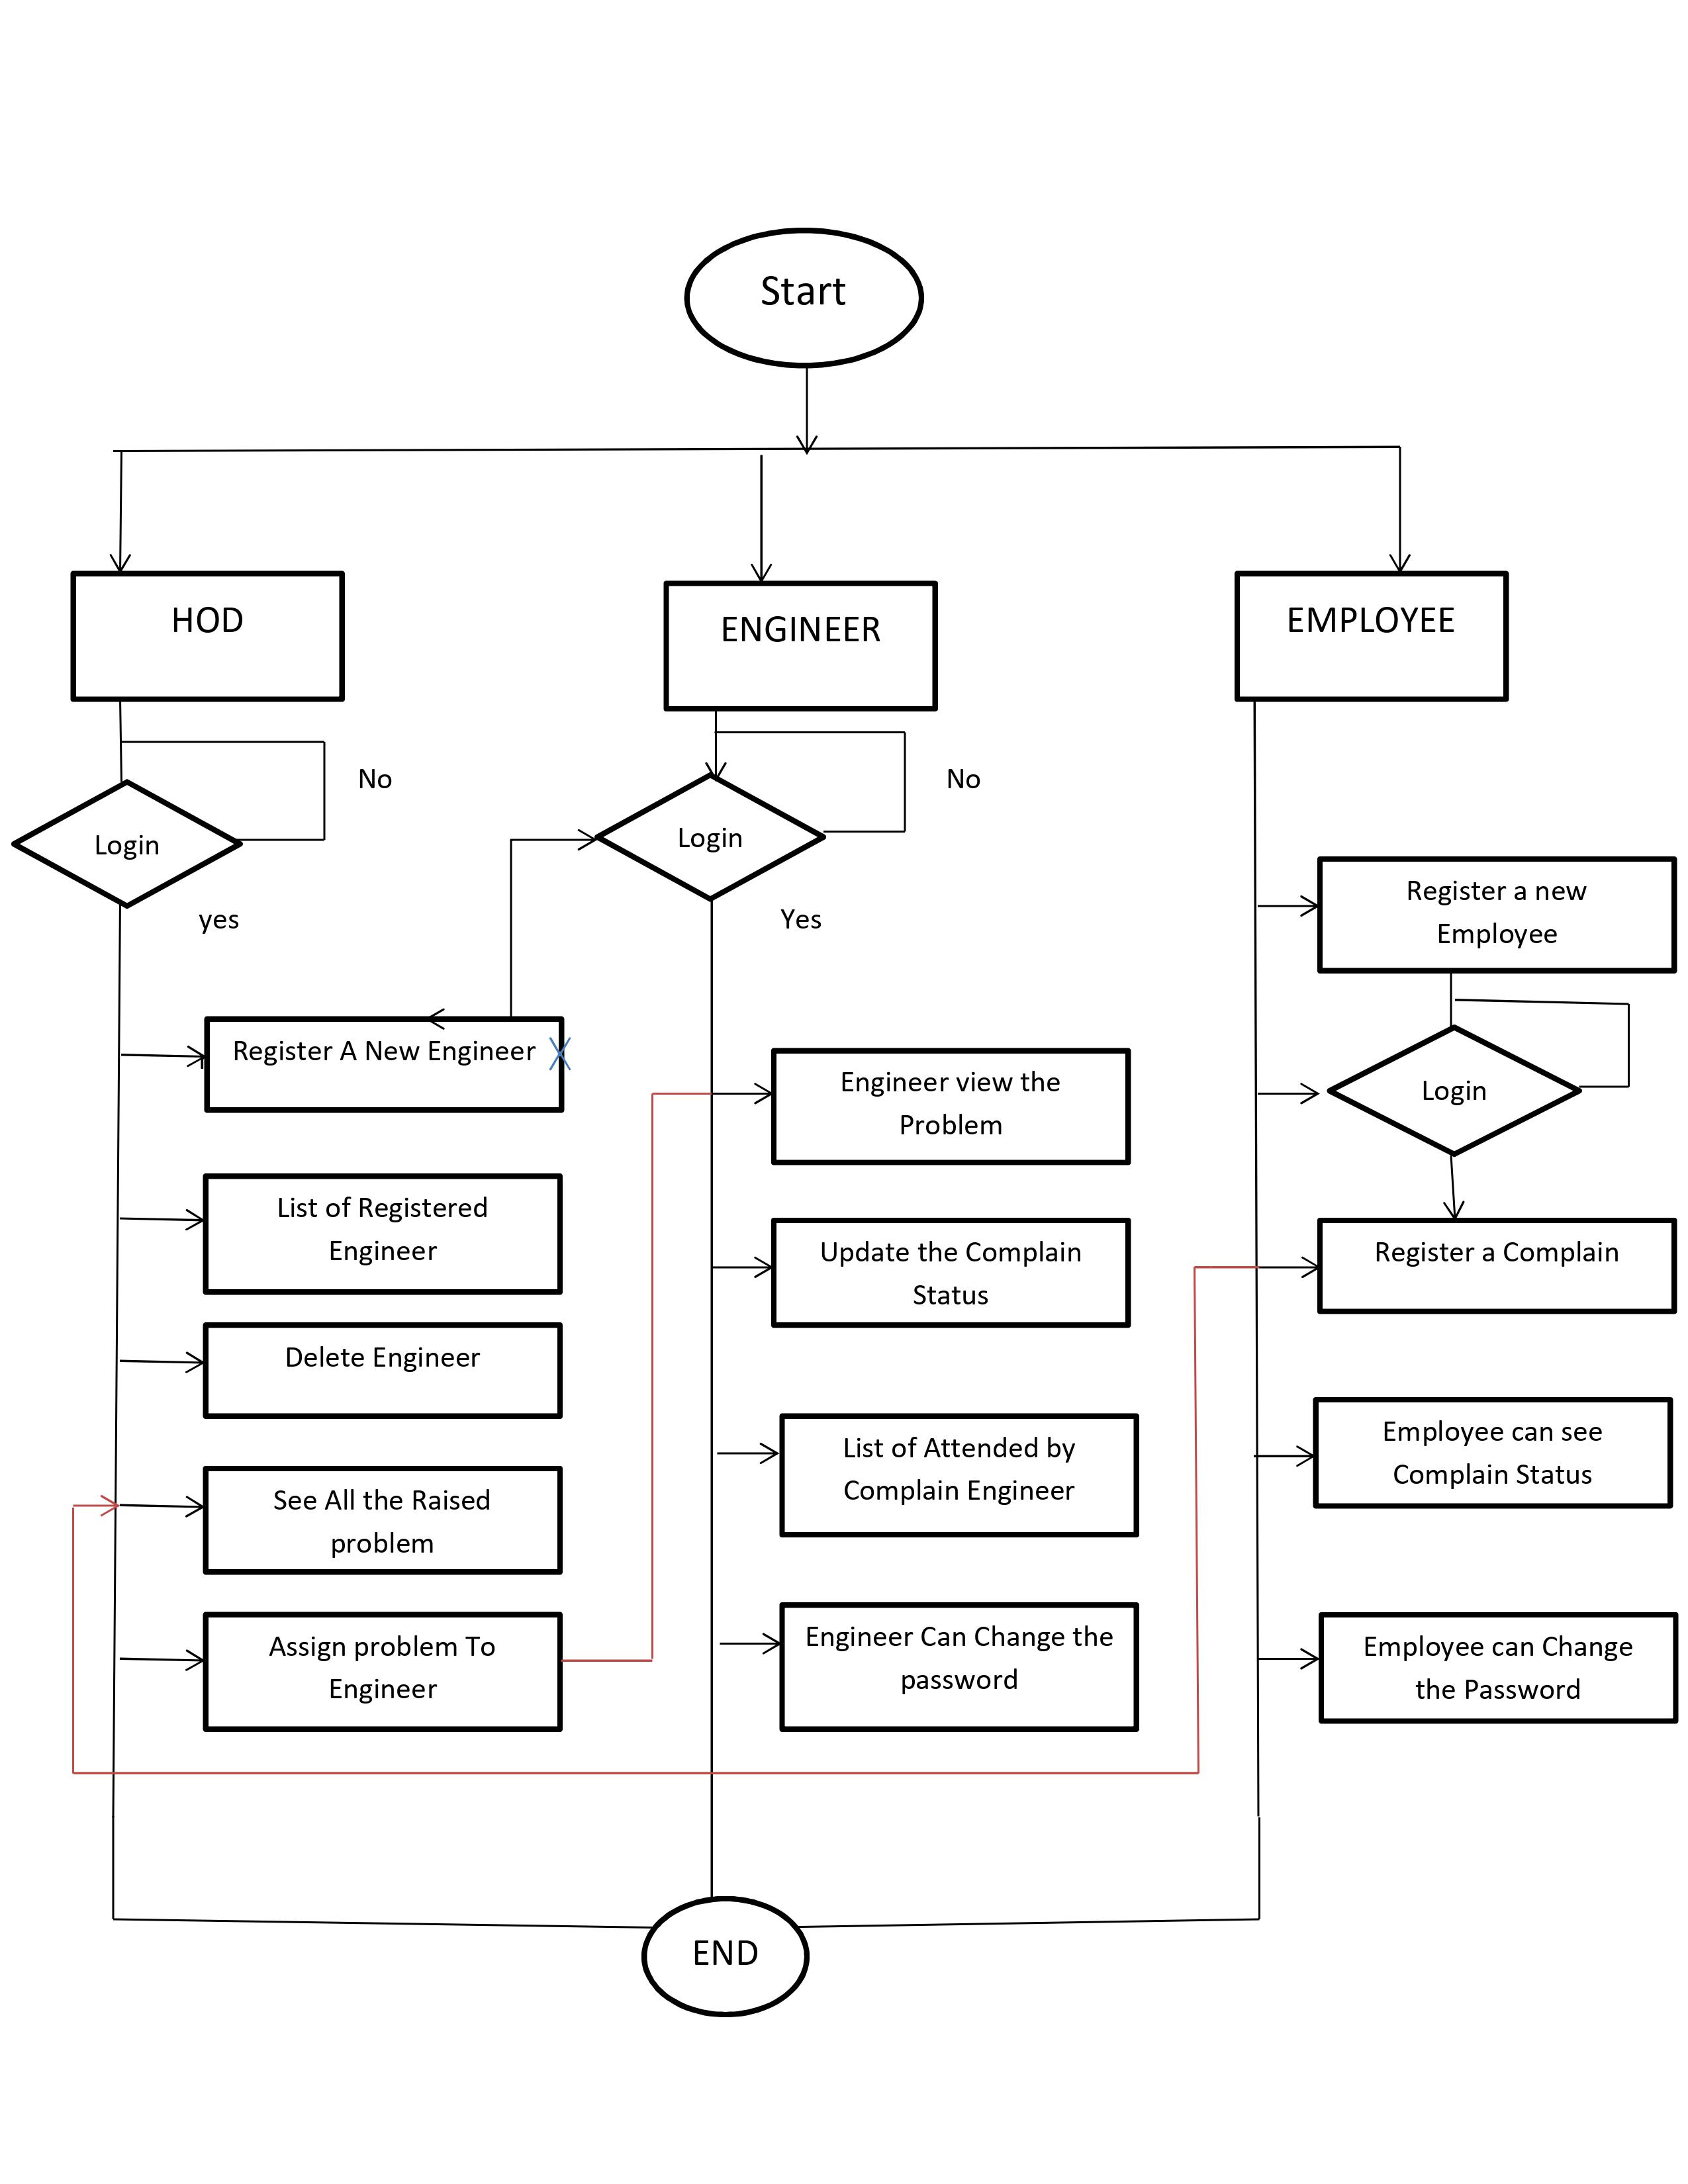 Start
HOD
ENGINEER
EMPLOYEE
No
Login
yes
Register A New Engineer
List of Registered
Engineer
Delete Engineer
See All the Raised
problem
Assign problem To
Engineer
No
Login
Yes
Engineer view the
Problem
Update the Complain
Status
List of Attended by
Complain Engineer
Engineer Can Change the
password
Register a new
Employee
Login
Register a Complain
Employee can see
Complain Status
Employee can Change
the Password
END